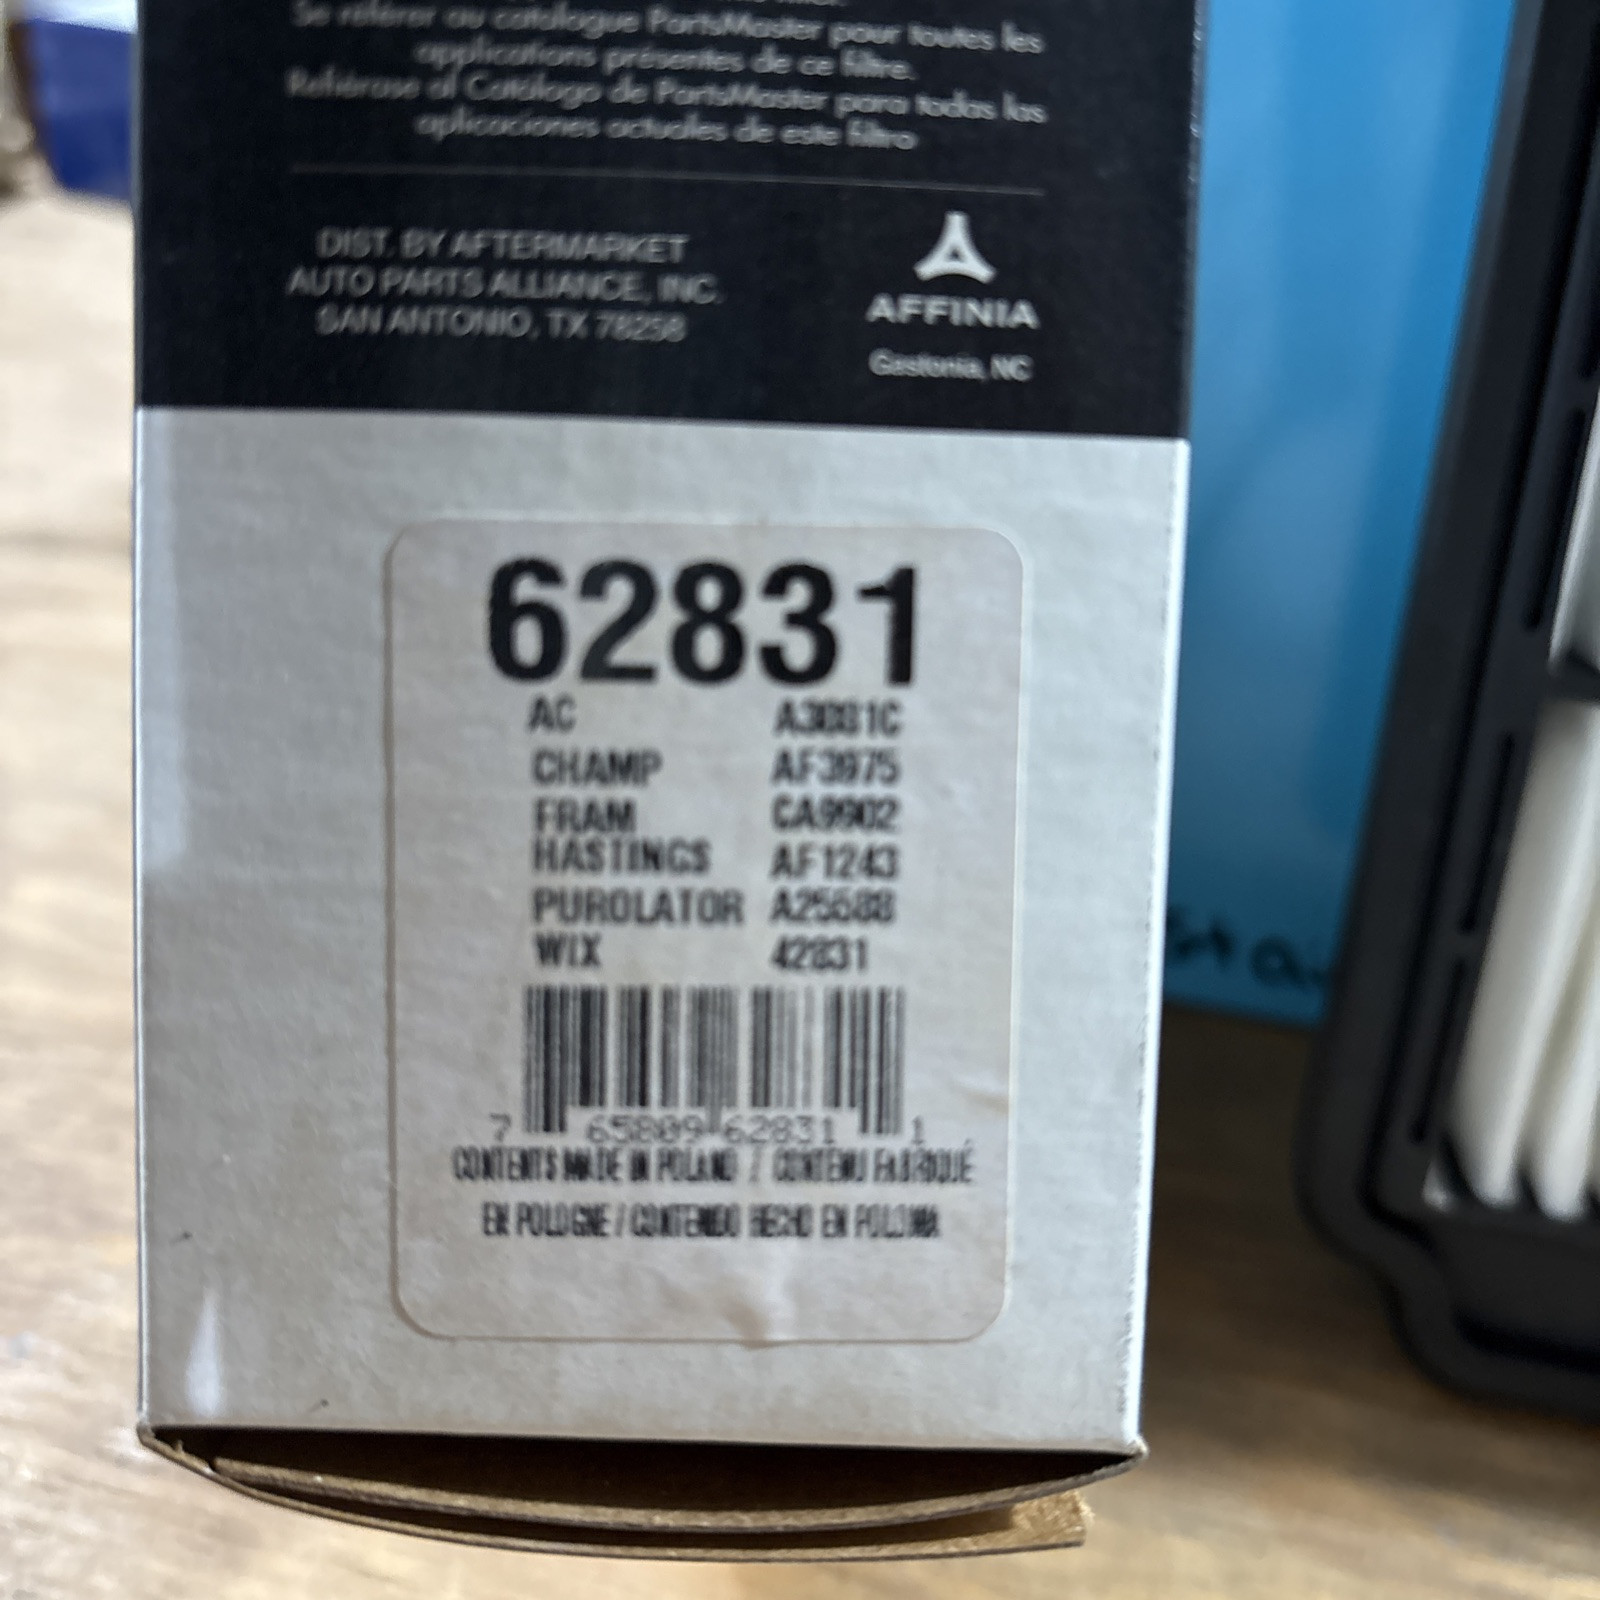 Se référer au catalogue PartsMaster pour toutes les
applications présentes de ce filtre.
Refiérase al Catálogo de PartsMaster para todas las
aplicaciones actuales de este filtro
DIST. BY AFTERMARKET
AUTO PARTS ALLIANCE, INC.
SAN ANTONIO, TX 78258
AFFINIA
Gastonia, NC
62831
AC A3081C
CHAMP AF3975
FRAM CA9902
HASTINGS AF1243
PUROLATOR A25588
WIX 42831
7 65809 62831 1
CONTENTS MADE IN POLAND / CONTENU FABRIQUÉ
EN POLOGNE / CONTENIDO HECHO EN POLONIA